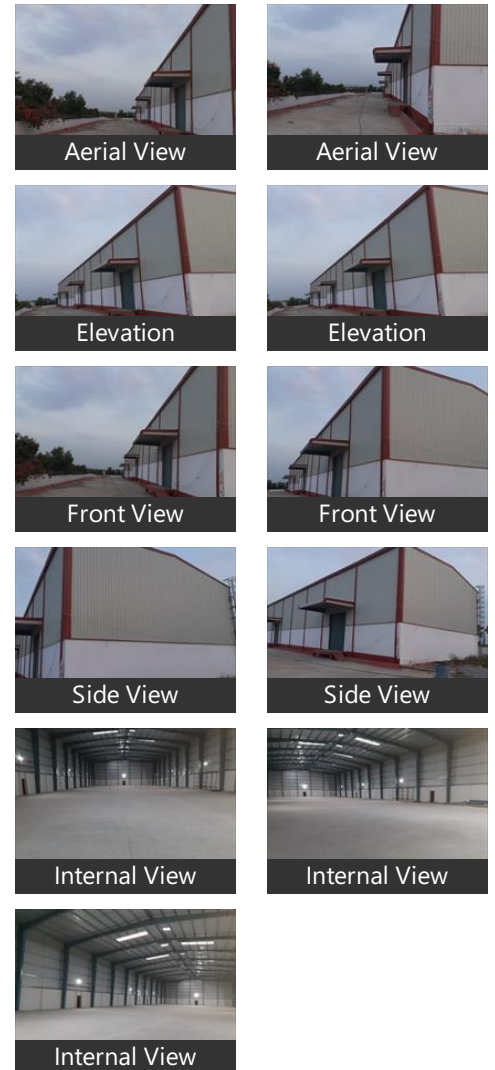 Aerial View
Aerial View
Elevation
Elevation
Front View
Front View
Side View
Side View
Internal View
Internal View
Internal View